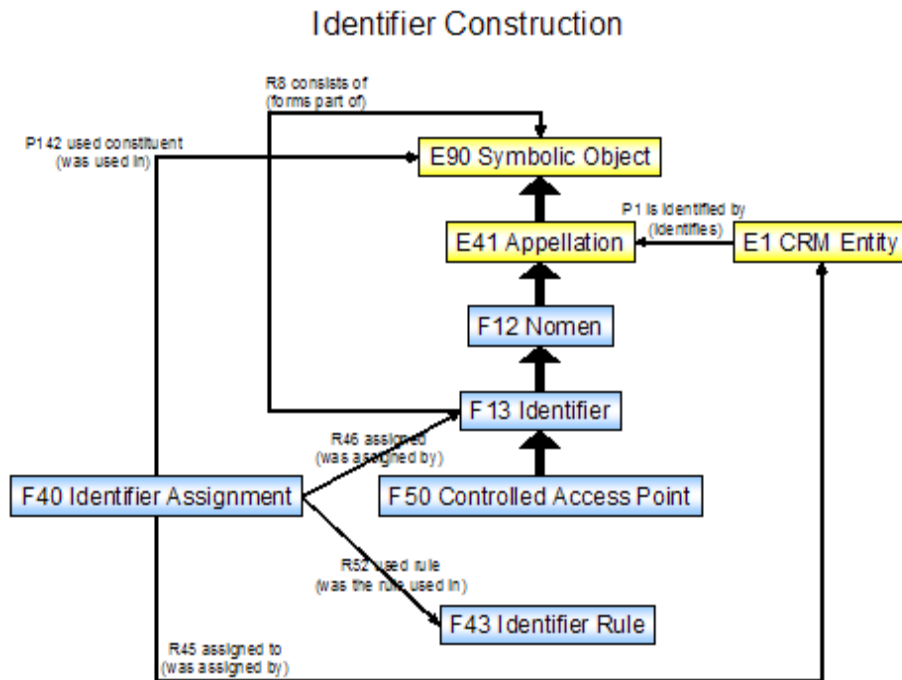 Identifier Construction
R8 consists of
(forms part of)
P142 used constituent
(was used in)
E90 Symbolic Object
P1 is identified by
(identifies)
E41 Appellation
E1 CRM Entity
F12 Nomen
F13 Identifier
R46 assigned
(was assigned by)
F40 Identifier Assignment
F50 Controlled Access Point
R52 used rule
(was the rule used in)
F43 Identifier Rule
R45 assigned to
(was assigned by)